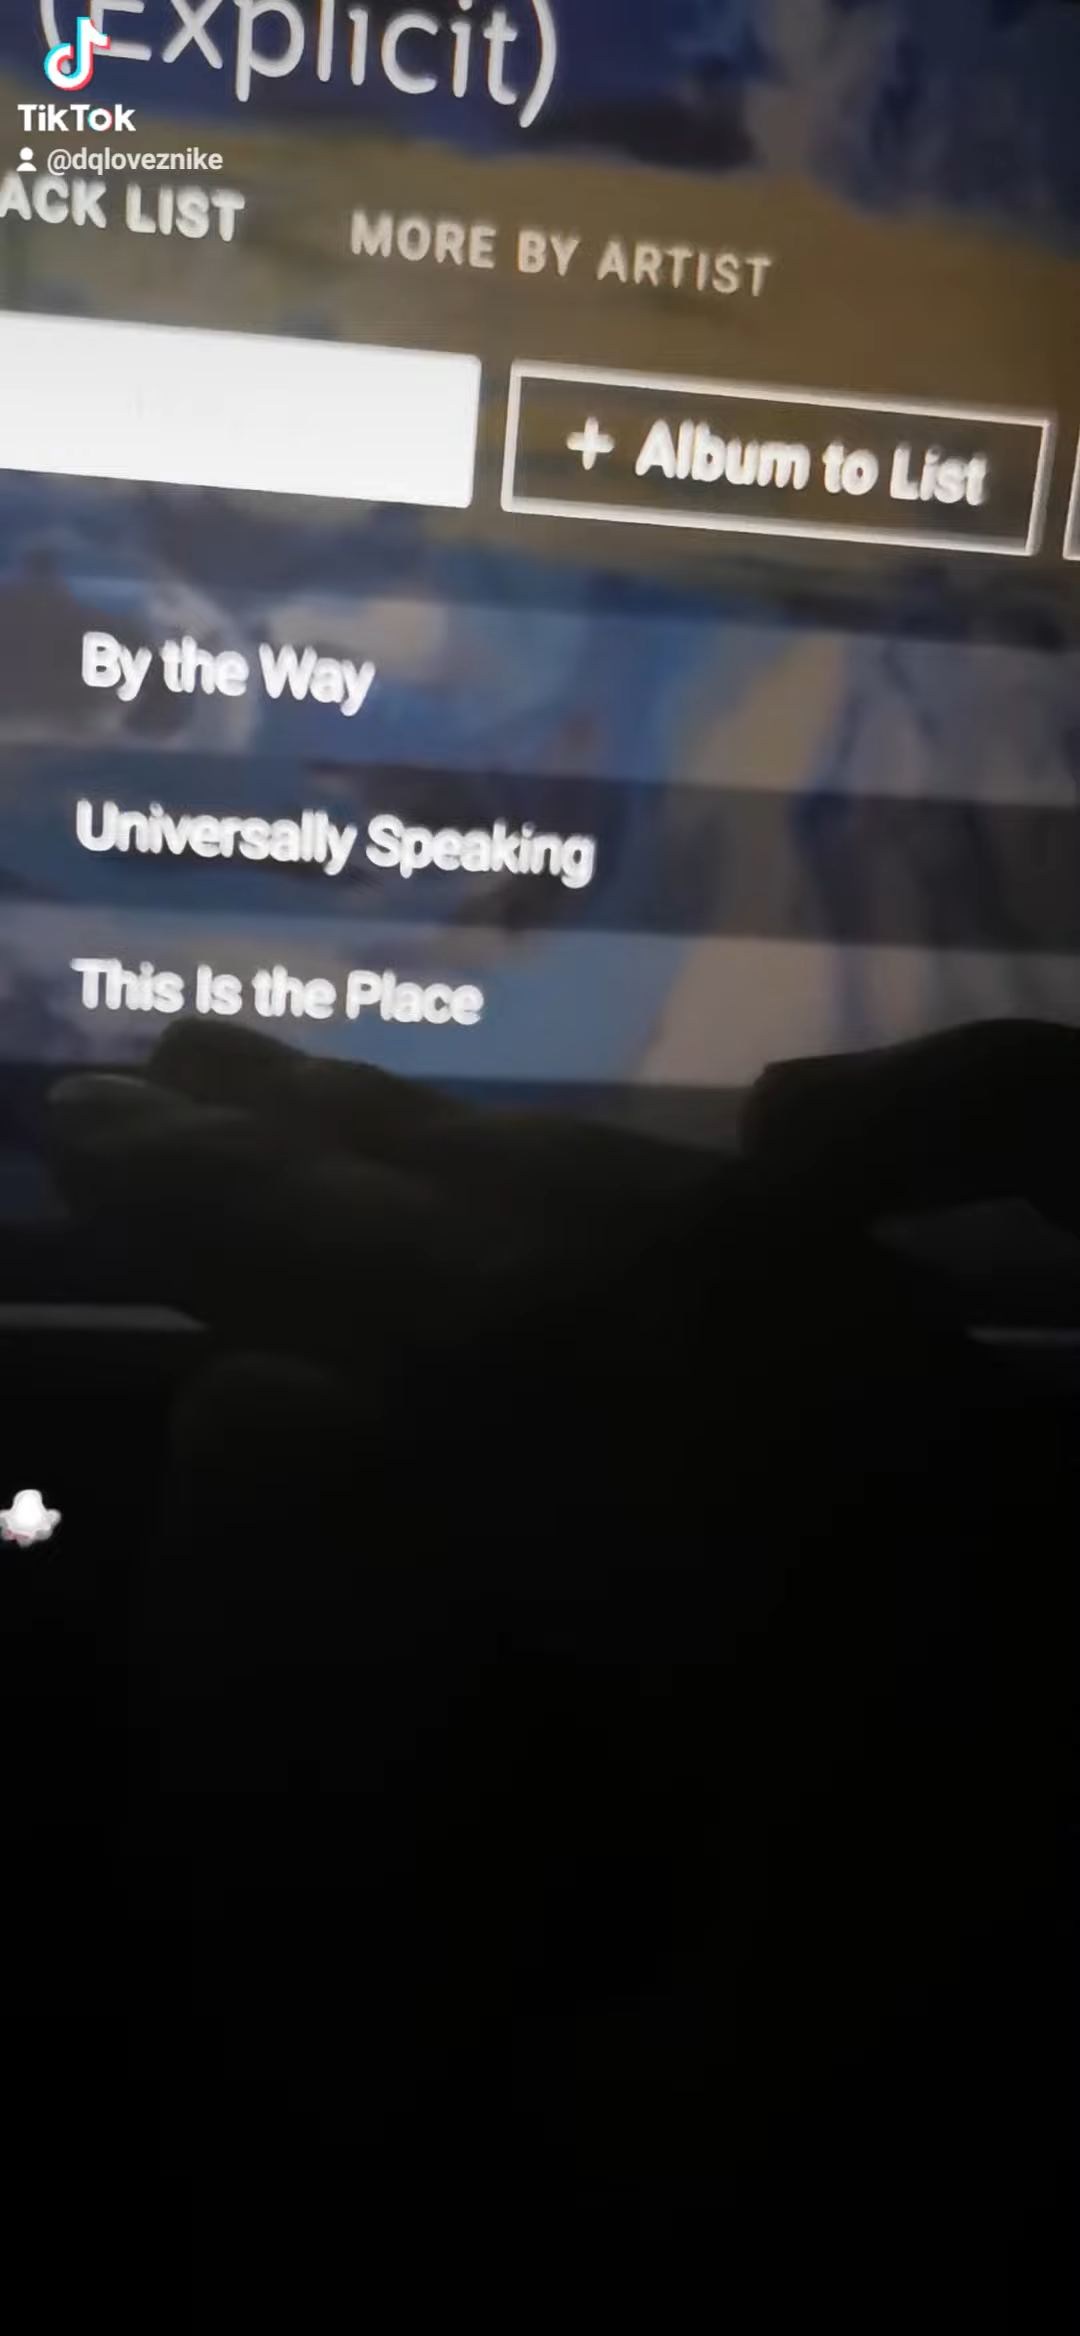 (Explicit)
TikTok
@dqloveznike
ACK LIST
MORE BY ARTIST
+ Album to List
By the Way
Universally Speaking
This Is the Place